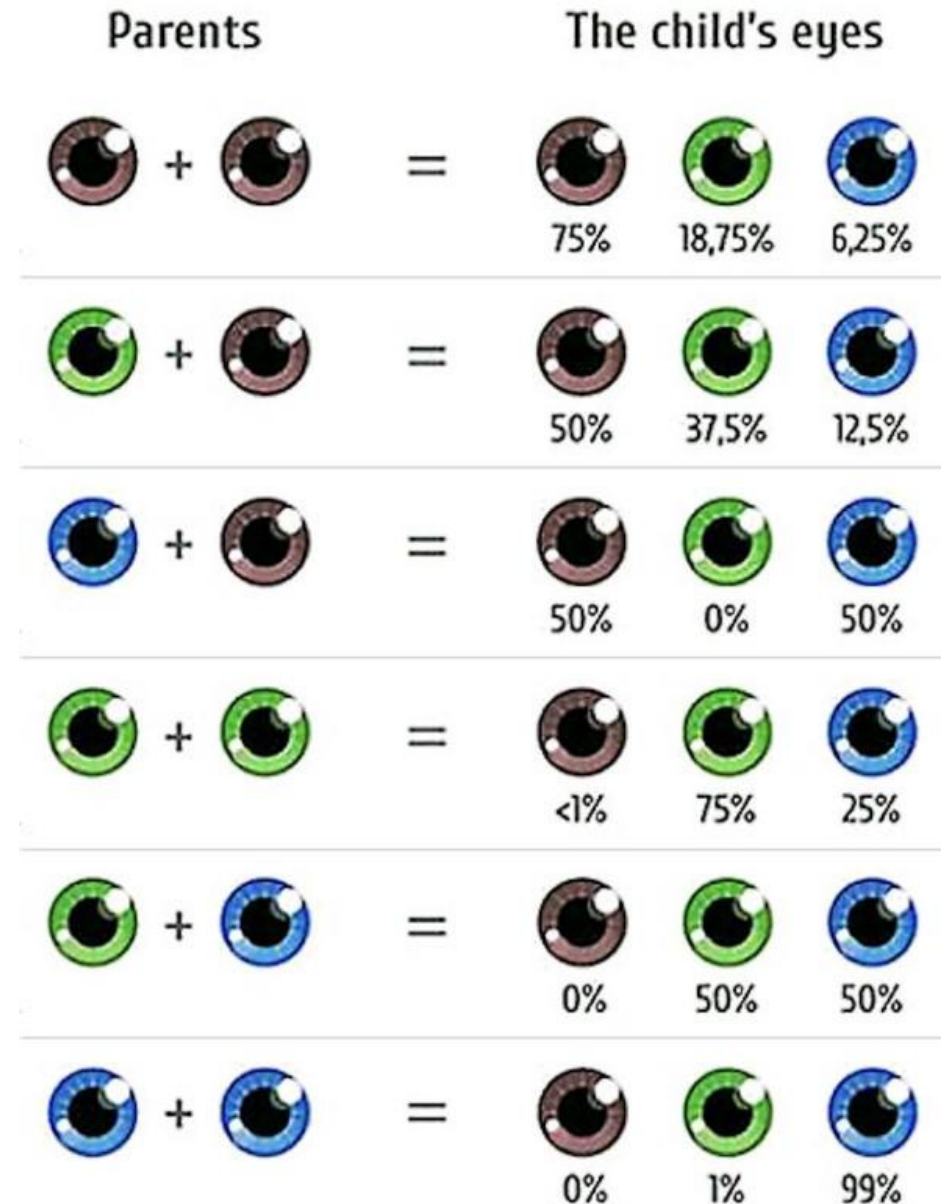 Parents The child's eyes
+ =
75% 18,75% 6,25%
+ =
50% 37,5% 12,5%
+ =
50% 0% 50%
+ =
<1% 75% 25%
+ =
0% 50% 50%
+ =
0% 1% 99%